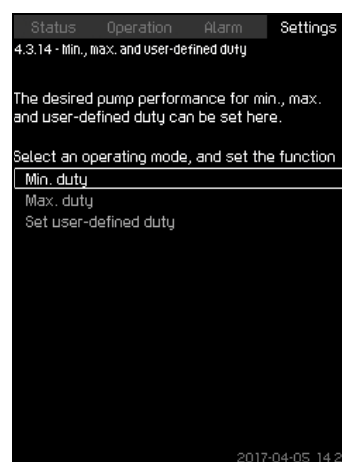 Status Operation Alarm Settings
4.3.14 - Min., max. and user-defined duty
The desired pump performance for min., max.
and user-defined duty can be set here.
Select an operating mode, and set the function
Min. duty
Max. duty
Set user-defined duty
2017-04-05 14:2